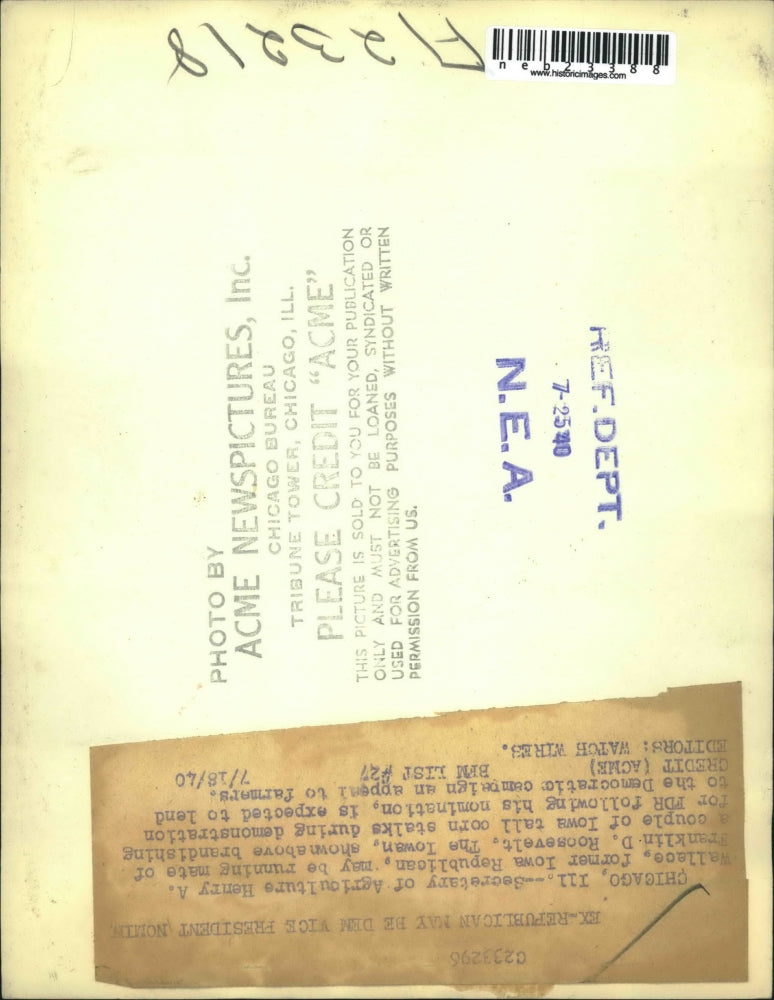 A233218
neb23388
www.historicimages.com
PHOTO BY
ACME NEWSPICTURES, Inc.
CHICAGO BUREAU
TRIBUNE TOWER, CHICAGO, ILL.
PLEASE CREDIT “ACME”
THIS PICTURE IS SOLD TO YOU FOR YOUR PUBLICATION
ONLY AND MUST NOT BE LOANED, SYNDICATED OR
USED FOR ADVERTISING PURPOSES WITHOUT WRITTEN
PERMISSION FROM US.
REF. DEPT.
7-25-40
N.E.A.
C233296
EX-REPUBLICAN MAY BE DEM VICE PRESIDENT NOMIN
CHICAGO, Ill.--Secretary of Agriculture Henry A.
Wallace, former Iowa Republican, may be running mate of
Franklin D. Roosevelt. The Iowan, shownabove brandishing
a couple of Iowa tall corn stalks during demonstration
for FDR following his nomination, is expected to lend
to the Democratic campaign an appeal to farmers.
CREDIT (ACME) BFM LIST #27 7/18/40
EDITORS: WATCH WIRES.